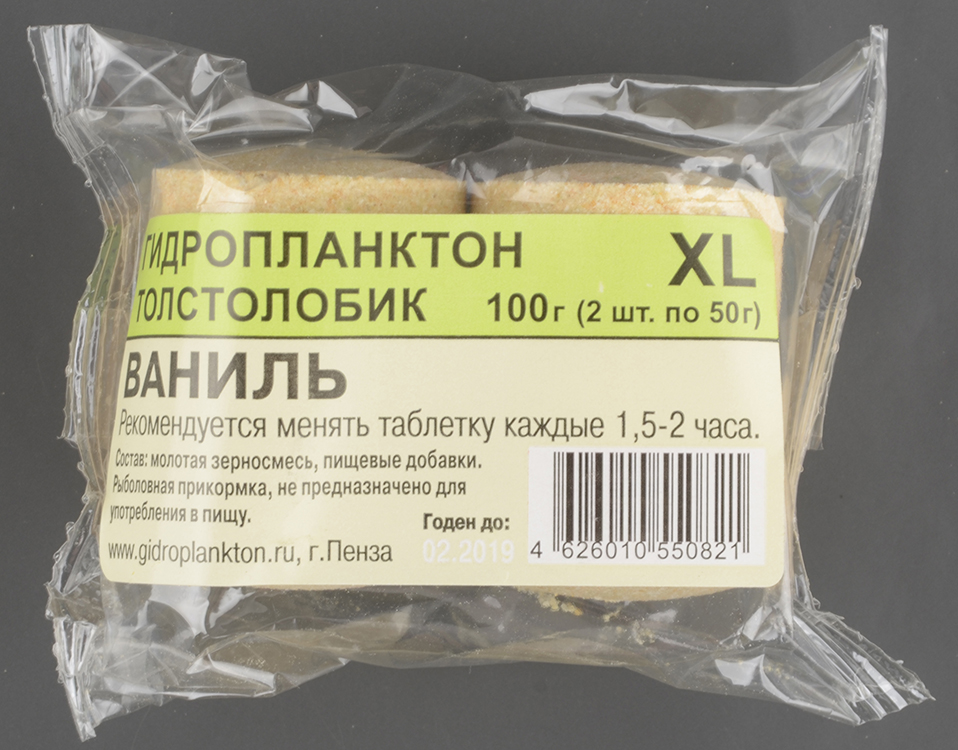 ГИДРОПЛАНКТОН XL
ТОЛСТОЛОБИК 100г (2 шт. по 50г)
ВАНИЛЬ
Рекомендуется менять таблетку каждые 1,5-2 часа.
Состав: молотая зерносмесь, пищевые добавки.
Рыболовная прикормка, не предназначено для
употребления в пищу.
Годен до:
www.gidroplankton.ru, г.Пенза 02.2019
4 626010 550821